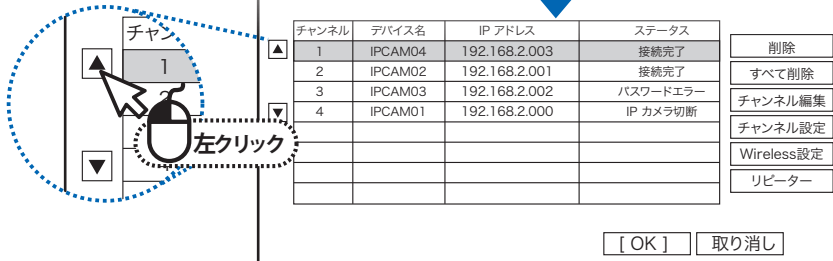 チャン
1
2
左クリック
チャンネル デバイス名 IP アドレス ステータス
1 IPCAM04 192.168.2.003 接続完了
2 IPCAM02 192.168.2.001 接続完了
3 IPCAM03 192.168.2.002 パスワードエラー
4 IPCAM01 192.168.2.000 IP カメラ切断
削除
すべて削除
チャンネル編集
チャンネル設定
Wireless設定
リピーター
[ OK ] 取り消し